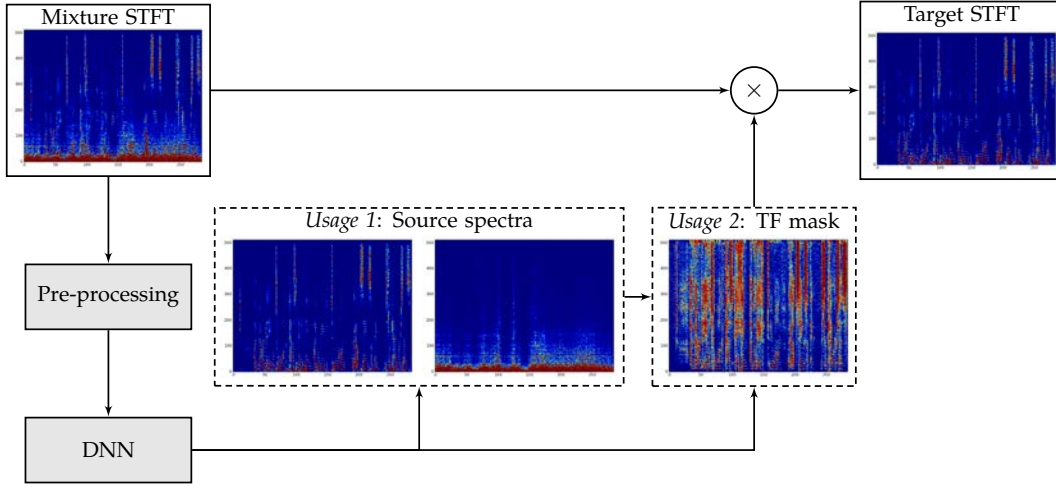 Mixture STFT
Target STFT
×
Usage 1: Source spectra
Usage 2: TF mask
Pre-processing
DNN